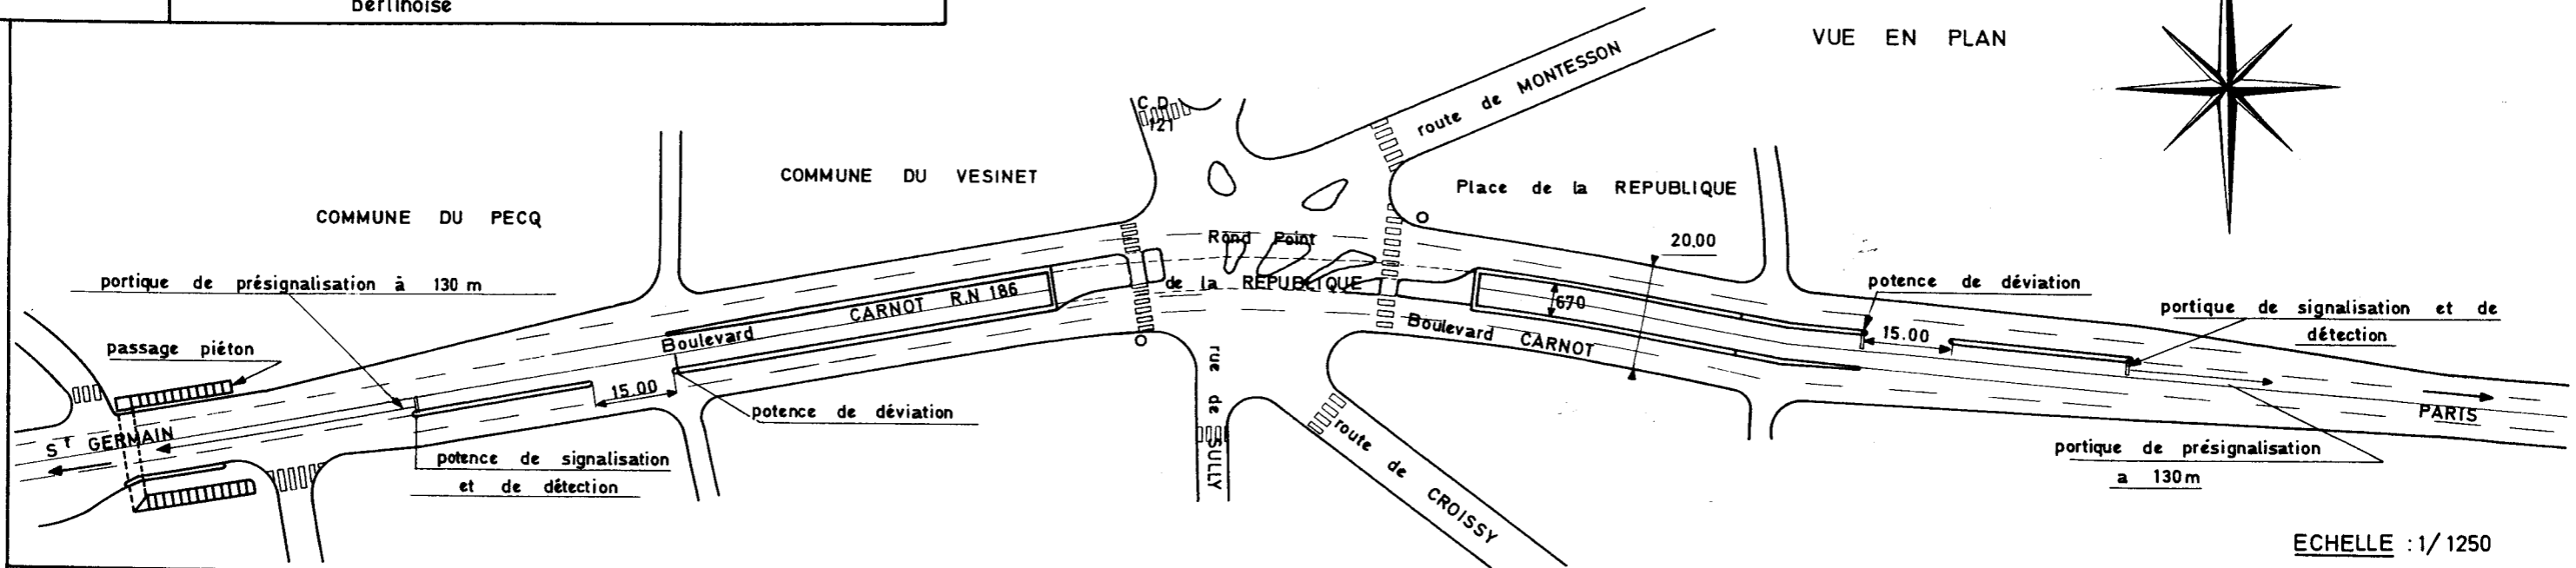 berlinoise
VUE EN PLAN
C.D.
121
route de MONTESSON
COMMUNE DU VESINET
Place de la REPUBLIQUE
COMMUNE DU PECQ
Rond Point
de la REPUBLIQUE
20.00
portique de présignalisation à 130 m
potence de déviation
670
CARNOT R.N 186
Boulevard
Boulevard CARNOT
15.00
portique de signalisation et de
détection
passage piéton
15.00
potence de déviation
rue de SULLY
PARIS
St GERMAIN
potence de signalisation
et de détection
route de CROISSY
portique de présignalisation
a 130m
ECHELLE : 1/1250